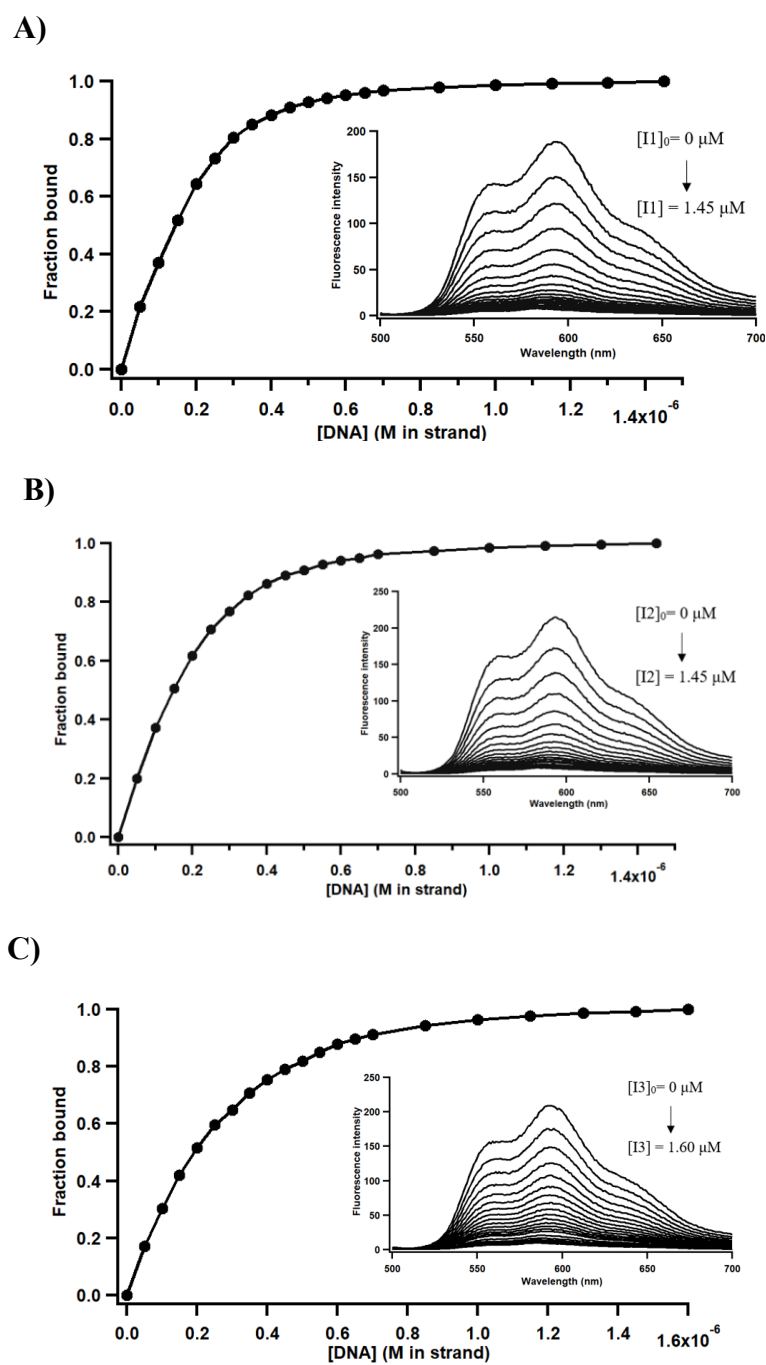 A)
1.0
0.8
0.6
0.4
0.2
0.0
Fraction bound
0.0 0.2 0.4 0.6 0.8 1.0 1.2 1.4x10-6
[DNA] (M in strand)
200
150
100
50
0
Fluorescence intensity
500 550 600 650 700
Wavelength (nm)
[I1]0= 0 μM
[I1] = 1.45 μM
B)
1.0
0.8
0.6
0.4
0.2
0.0
Fraction bound
0.0 0.2 0.4 0.6 0.8 1.0 1.2 1.4x10-6
[DNA] (M in strand)
250
200
150
100
50
0
Fluorescence intensity
500 550 600 650 700
Wavelength (nm)
[I2]0= 0 μM
[I2] = 1.45 μM
C)
1.0
0.8
0.6
0.4
0.2
0.0
Fraction bound
0.0 0.2 0.4 0.6 0.8 1.0 1.2 1.4 1.6x10-6
[DNA] (M in strand)
250
200
150
100
50
0
Fluorescence intensity
500 550 600 650 700
Wavelength (nm)
[I3]0= 0 μM
[I3] = 1.60 μM